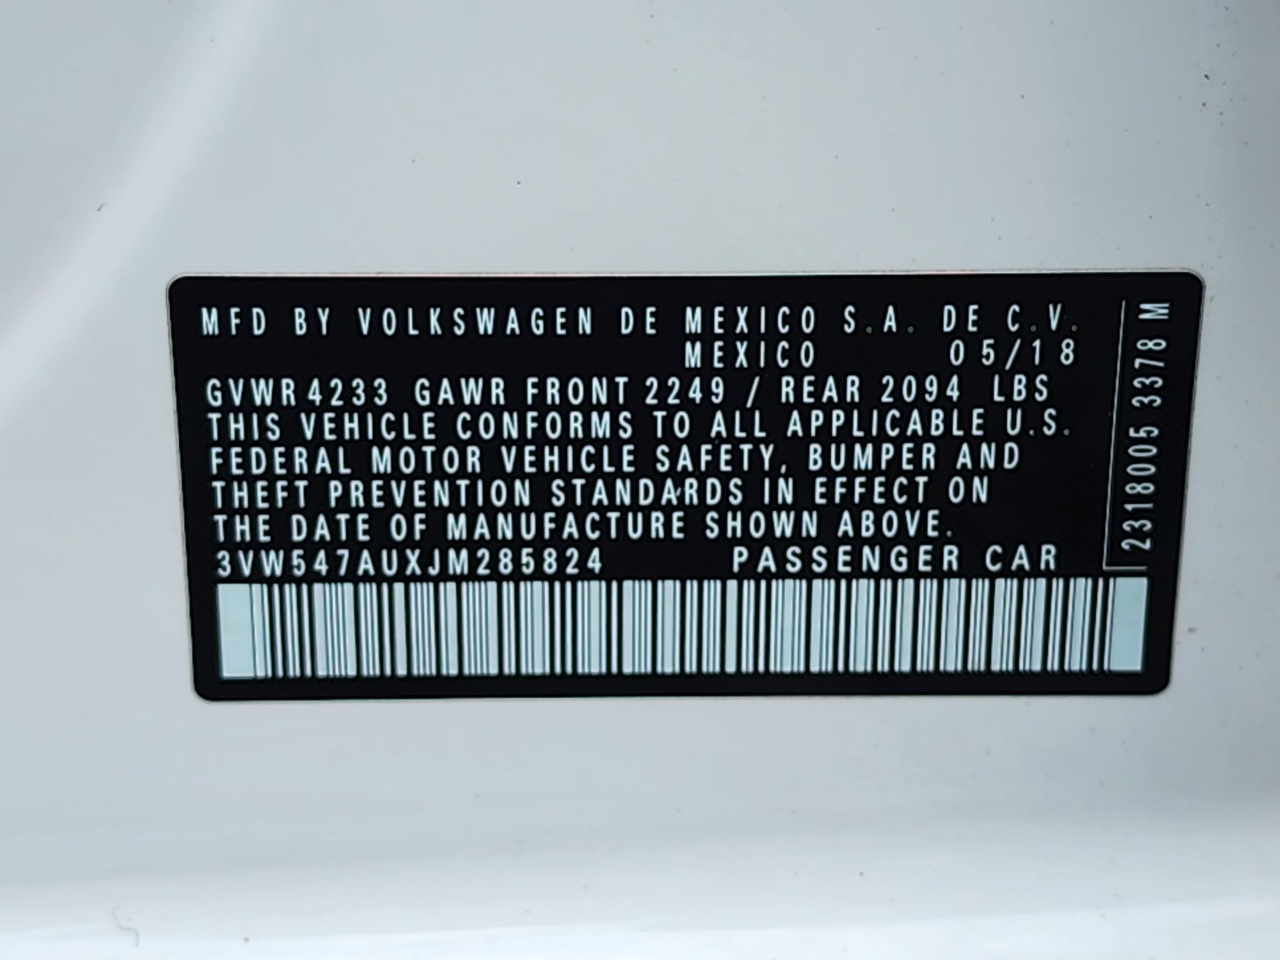 MFD BY VOLKSWAGEN DE MEXICO S.A. DE C.V.
MEXICO 05/18
GVWR 4233 GAWR FRONT 2249 / REAR 2094 LBS
THIS VEHICLE CONFORMS TO ALL APPLICABLE U.S.
FEDERAL MOTOR VEHICLE SAFETY, BUMPER AND
THEFT PREVENTION STANDARDS IN EFFECT ON
THE DATE OF MANUFACTURE SHOWN ABOVE.
3VW547AUXJM285824 PASSENGER CAR
2318005 3378 M